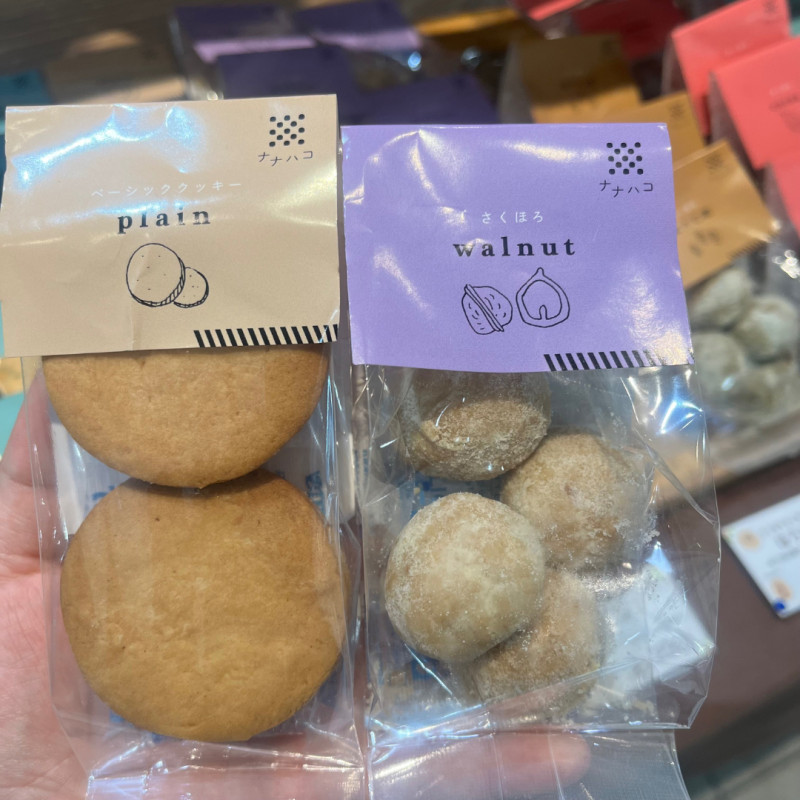 ナナハコ
ベーシッククッキー
plain
ナナハコ
さくほろ
walnut